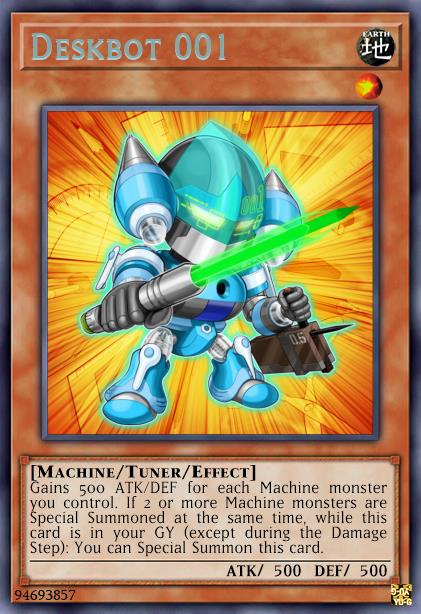 Deskbot 001
EARTH
地
001
0.5
[Machine/Tuner/Effect]
Gains 500 ATK/DEF for each Machine monster
you control. If 2 or more Machine monsters are
Special Summoned at the same time, while this
card is in your GY (except during the Damage
Step): You can Special Summon this card.
ATK/ 500 DEF/ 500
94693857